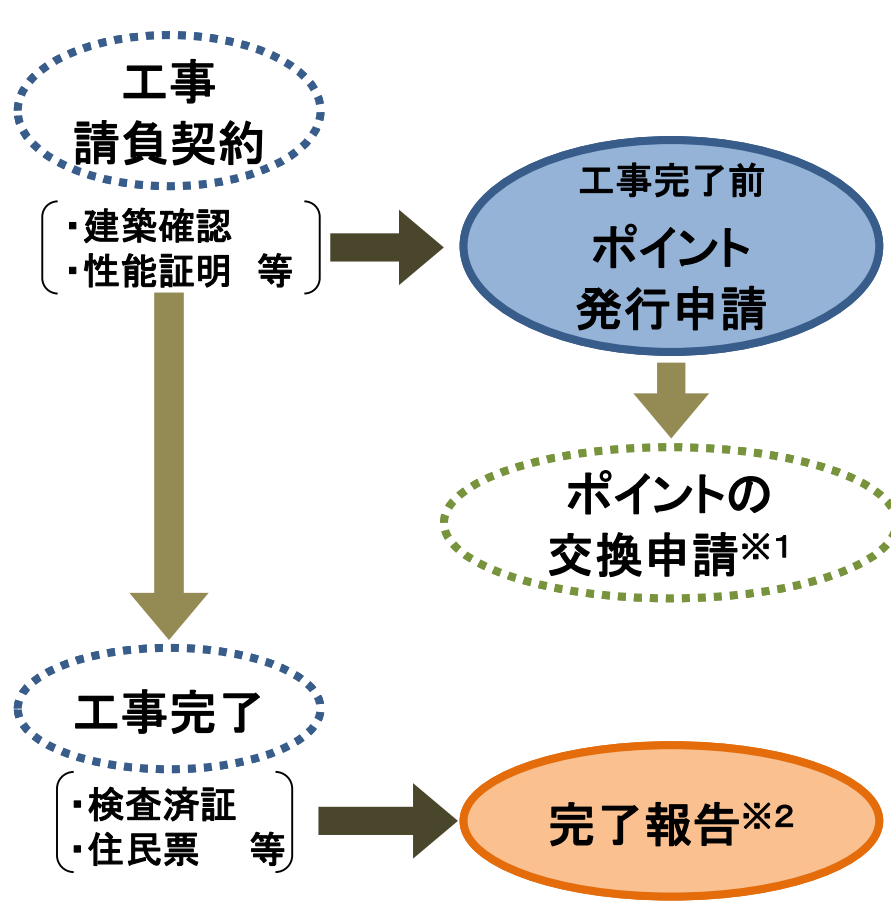 工事
請負契約
・建築確認
・性能証明　等
工事完了前
ポイント
発行申請
ポイントの
交換申請※1
工事完了
・検査済証
・住民票　等
完了報告※2